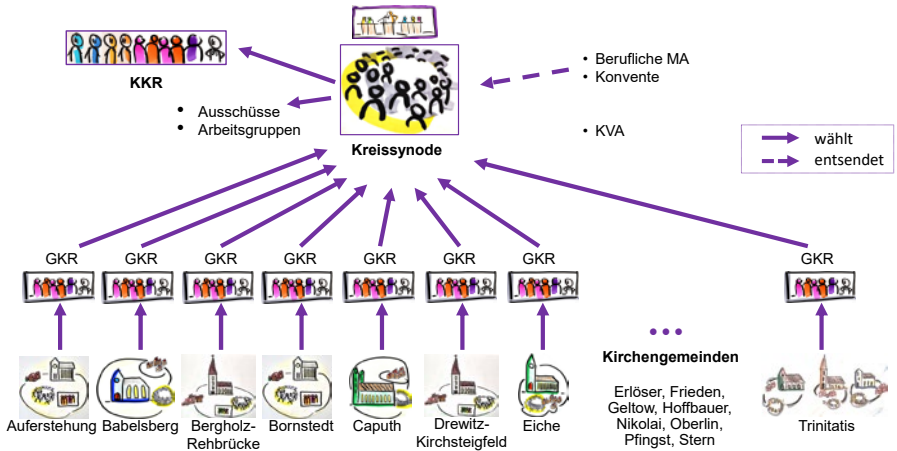 KKR
• Ausschüsse
• Arbeitsgruppen
Kreissynode
• Berufliche MA
• Konvente
• KVA
wählt
entsendet
GKR
GKR
GKR
GKR
GKR
GKR
GKR
GKR
...
Kirchengemeinden
Erlöser, Frieden,
Geltow, Hoffbauer,
Nikolai, Oberlin,
Pfingst, Stern
Auferstehung
Babelsberg
Bergholz-
Rehbrücke
Bornstedt
Caputh
Drewitz-
Kirchsteigfeld
Eiche
Trinitatis